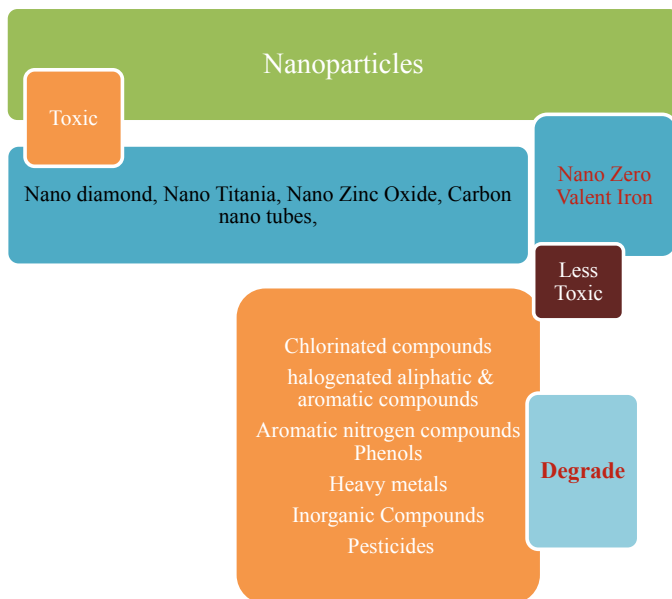 Nanoparticles
Toxic
Nano diamond, Nano Titania, Nano Zinc Oxide, Carbon
nano tubes,
Nano Zero
Valent Iron
Less
Toxic
Chlorinated compounds
halogenated aliphatic &
aromatic compounds
Aromatic nitrogen compounds
Phenols
Heavy metals
Inorganic Compounds
Pesticides
Degrade